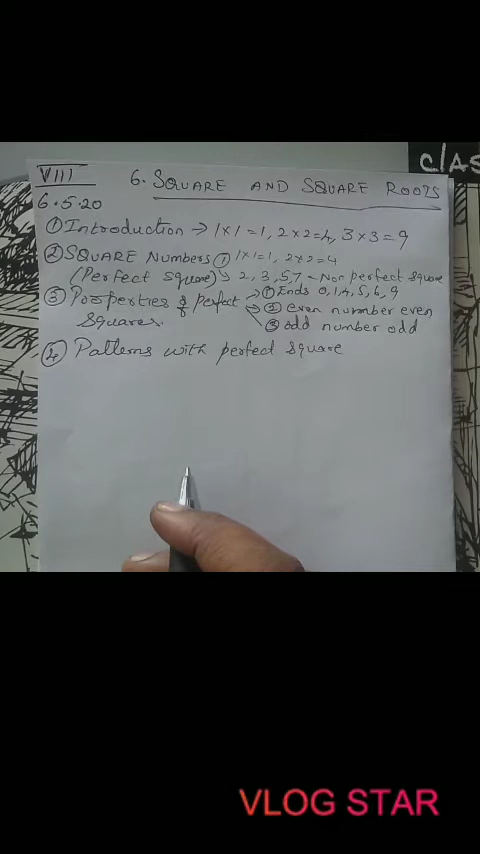 CLAS
VIII
6. SQUARE AND SQUARE ROOTS
6.5.20
① Introduction → 1×1=1, 2×2=4, 3×3=9
② SQUARE Numbers ① 1×1=1, 2×2=4
(Perfect square) ↘ 2, 3, 5, 7 - Non perfect square
③ Properties of perfect → ① Ends 0, 1, 4, 5, 6, 9
→ ② even number even
Squares. ③ odd number odd
④ Patterns with perfect square
VLOG STAR